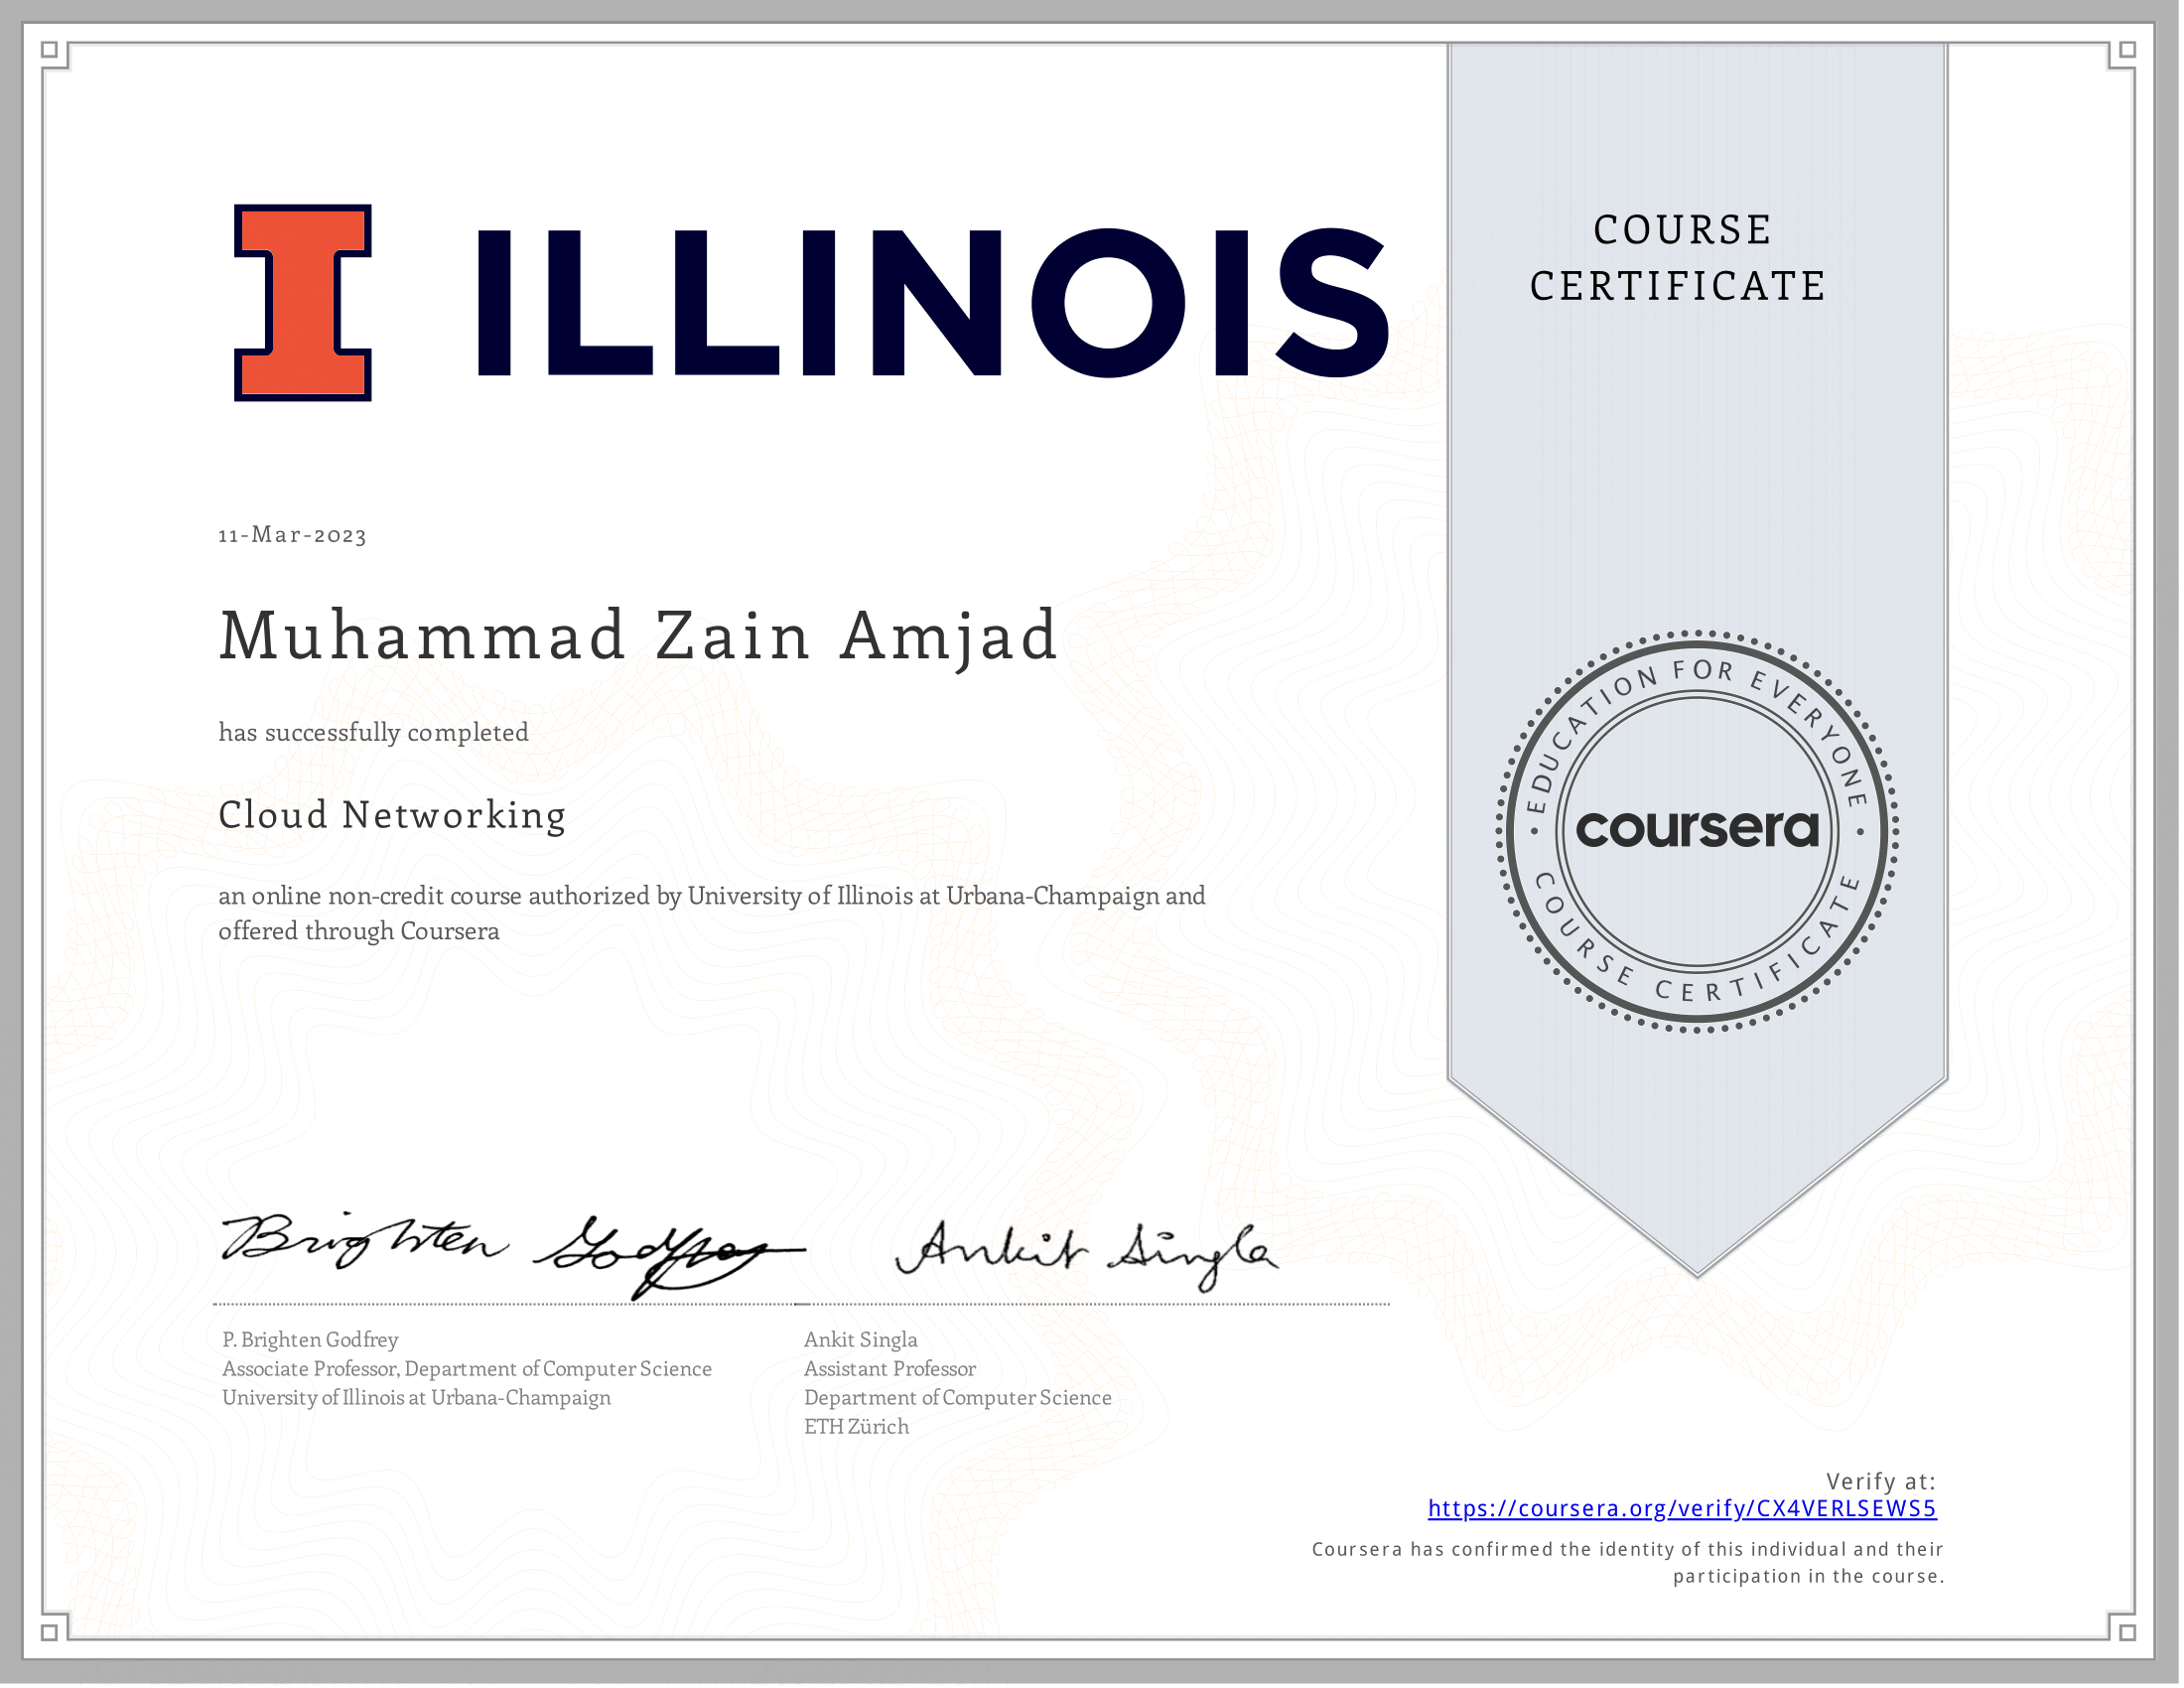 I ILLINOIS
COURSE
CERTIFICATE
11-Mar-2023
Muhammad Zain Amjad
has successfully completed
Cloud Networking
an online non-credit course authorized by University of Illinois at Urbana-Champaign and
offered through Coursera
EDUCATION FOR EVERYONE
coursera
COURSE CERTIFICATE
Brighten Godfrey
Ankit Singla
P. Brighten Godfrey
Associate Professor, Department of Computer Science
University of Illinois at Urbana-Champaign
Ankit Singla
Assistant Professor
Department of Computer Science
ETH Zürich
Verify at:
https://coursera.org/verify/CX4VERLSEWS5
Coursera has confirmed the identity of this individual and their
participation in the course.